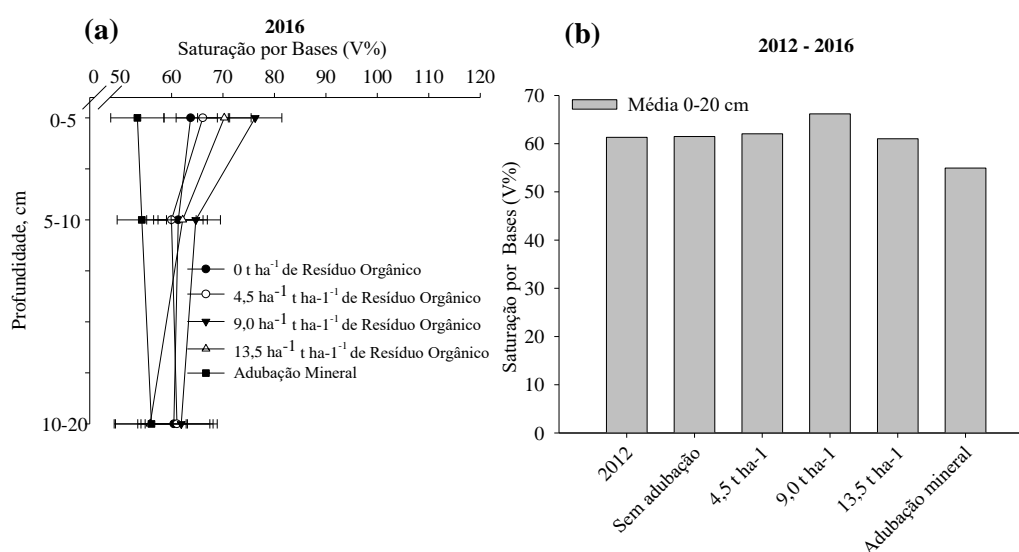 (a)
2016
Saturação por Bases (V%)
0 50 60 70 80 90 100 110 120
Profundidade, cm
0-5
5-10
10-20
0 t ha-1 de Resíduo Orgânico
4,5 ha-1 t ha-1-1 de Resíduo Orgânico
9,0 ha-1 t ha-1-1 de Resíduo Orgânico
13,5 ha-1 t ha-1-1 de Resíduo Orgânico
Adubação Mineral
(b)
2012 - 2016
Saturação por Bases (V%)
70
60
50
40
30
20
10
0
Média 0-20 cm
2012
Sem adubação
4,5 t ha-1
9,0 t ha-1
13,5 t ha-1
Adubação mineral